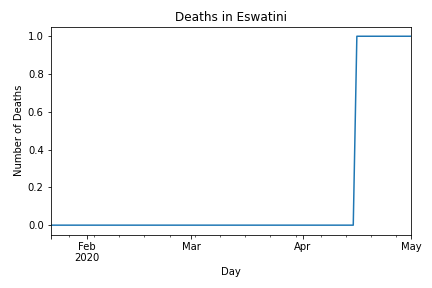 Deaths in Eswatini
Number of Deaths
1.0
0.8
0.6
0.4
0.2
0.0
Feb
2020
Mar
Apr
May
Day